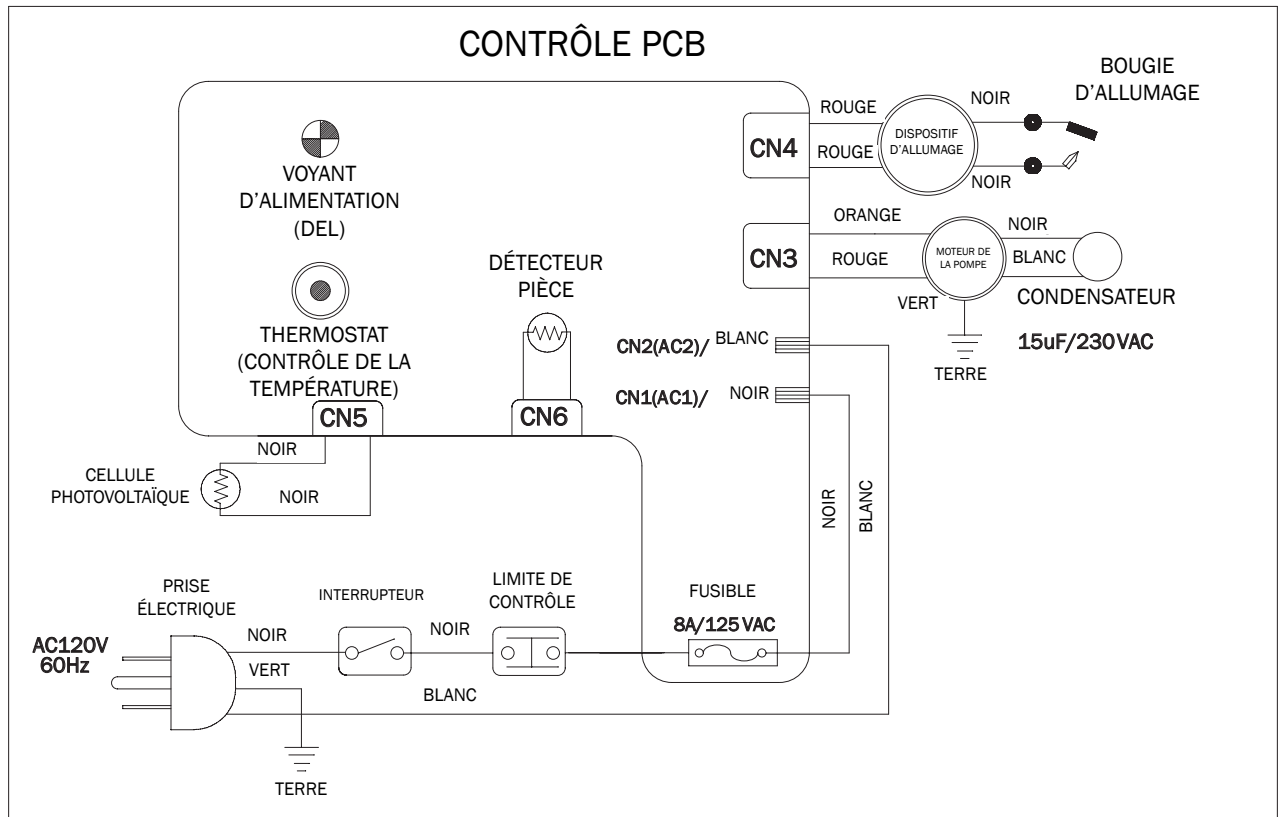 CONTRÔLE PCB
BOUGIE
D'ALLUMAGE
ROUGE
NOIR
CN4
DISPOSITIF
D'ALLUMAGE
ROUGE
NOIR
VOYANT
D'ALIMENTATION
(DEL)
ORANGE
NOIR
CN3
ROUGE
MOTEUR DE
LA POMPE
BLANC
VERT
CONDENSATEUR
15uF/230VAC
TERRE
DÉTECTEUR
PIÈCE
THERMOSTAT
(CONTRÔLE DE LA
TEMPÉRATURE)
CN2(AC2)/ BLANC
CN1(AC1)/ NOIR
CN5
CN6
NOIR
CELLULE
PHOTOVOLTAÏQUE
NOIR
NOIR
BLANC
PRISE
ÉLECTRIQUE
INTERRUPTEUR
LIMITE DE
CONTRÔLE
FUSIBLE
8A/125 VAC
AC120V
60Hz
NOIR
NOIR
VERT
BLANC
TERRE